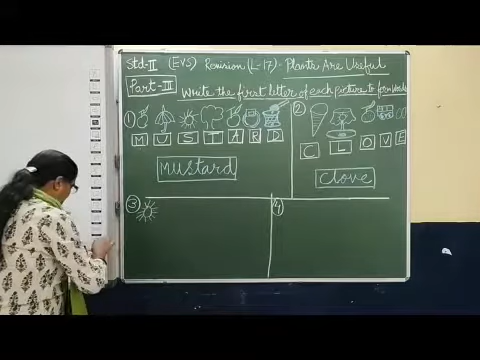 Std-II (EVS) Revision (L-17)- Plants Are Useful
Part-III Write the first letter of each picture to form words
1 2
M U S T A R D C L O V E
Mustard
Clove
3 4